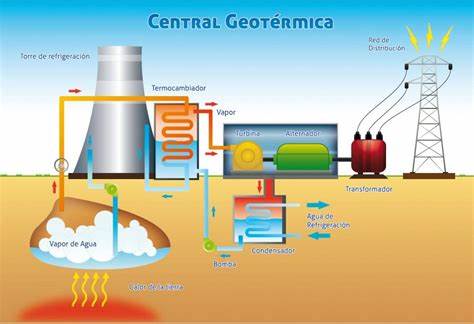 Central Geotérmica
Torre de refrigeración
Red de
Distribución
Termocambiador
Vapor
Turbina
Alternador
Transformador
Agua de
Refrigeración
Vapor de Agua
Condensador
Bomba
Calor de la tierra